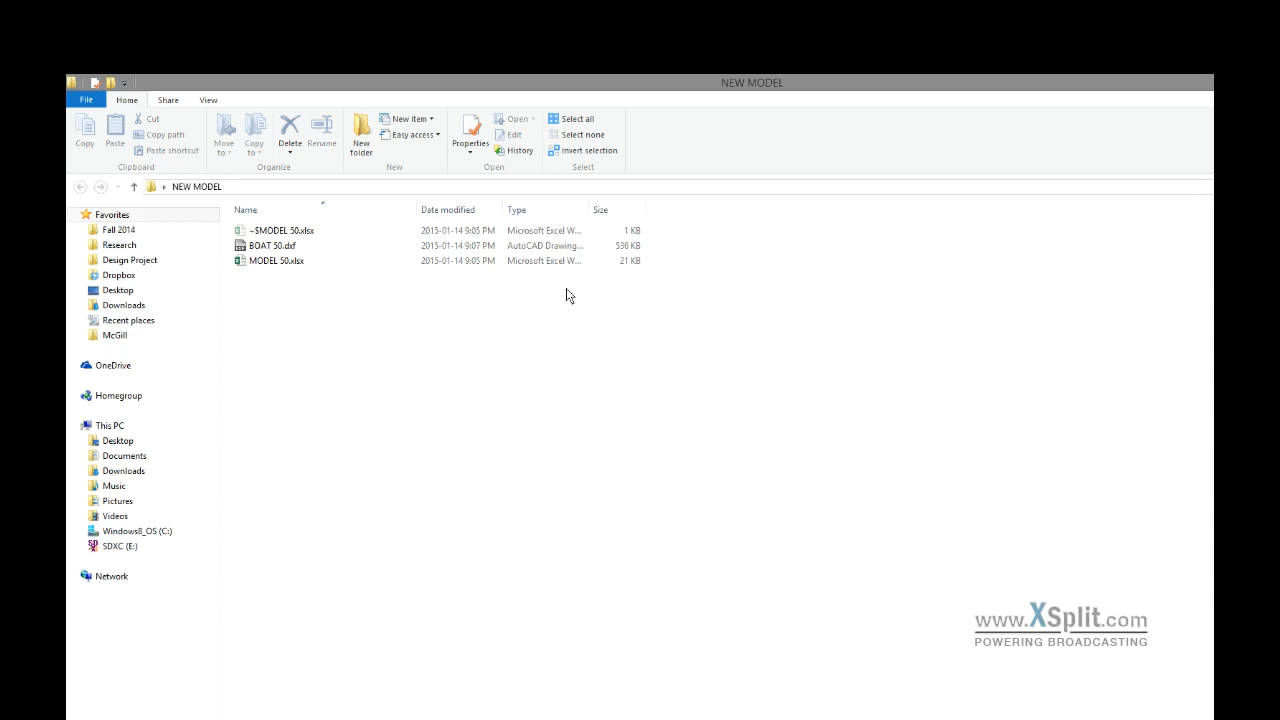 NEW MODEL
File Home Share View
Copy
Paste
Cut
Copy path
Paste shortcut
Clipboard
Move to
Copy to
Delete
Rename
Organize
New folder
New item
Easy access
New
Properties
Open
Edit
History
Open
Select all
Select none
Invert selection
Select
NEW MODEL
Name Date modified Type Size
~$MODEL 50.xlsx 2015-01-14 9:05 PM Microsoft Excel W... 1 KB
BOAT 50.dxf 2015-01-14 9:07 PM AutoCAD Drawing... 536 KB
MODEL 50.xlsx 2015-01-14 9:05 PM Microsoft Excel W... 21 KB
Favorites
Fall 2014
Research
Design Project
Dropbox
Desktop
Downloads
Recent places
McGill
OneDrive
Homegroup
This PC
Desktop
Documents
Downloads
Music
Pictures
Videos
Windows8_OS (C:)
SDXC (E:)
Network
www.XSplit.com
POWERING BROADCASTING